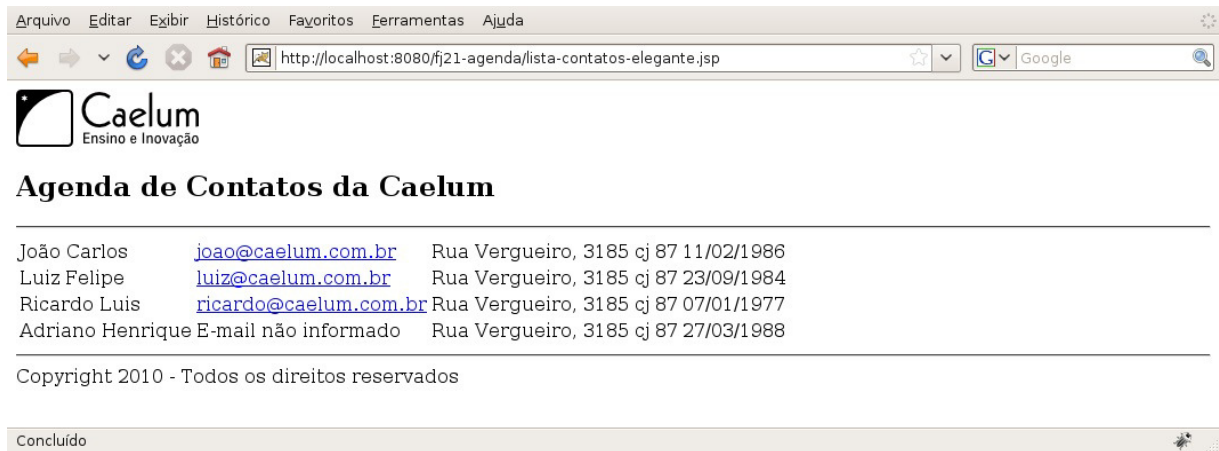 Arquivo Editar Exibir Histórico Favoritos Ferramentas Ajuda
http://localhost:8080/fj21-agenda/lista-contatos-elegante.jsp G Google
Caelum
Ensino e Inovação
Agenda de Contatos da Caelum
João Carlos joao@caelum.com.br Rua Vergueiro, 3185 cj 87 11/02/1986
Luiz Felipe luiz@caelum.com.br Rua Vergueiro, 3185 cj 87 23/09/1984
Ricardo Luis ricardo@caelum.com.br Rua Vergueiro, 3185 cj 87 07/01/1977
Adriano Henrique E-mail não informado Rua Vergueiro, 3185 cj 87 27/03/1988
Copyright 2010 - Todos os direitos reservados
Concluído